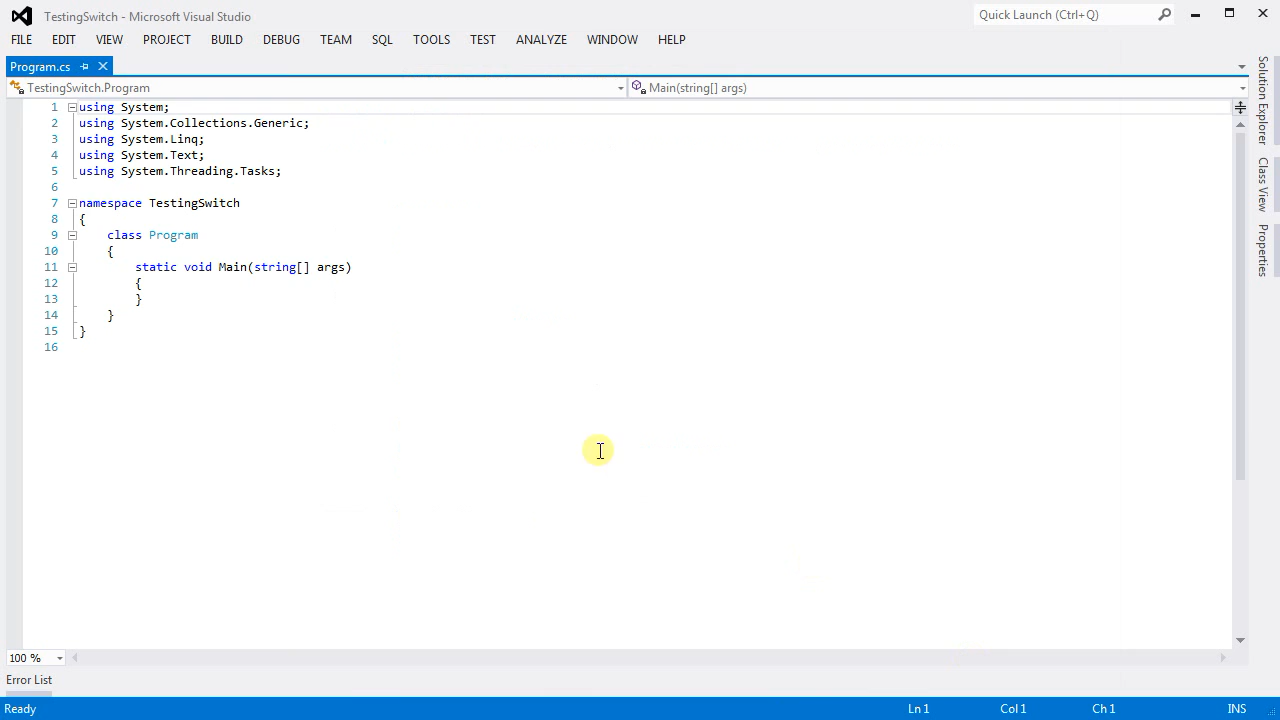 TestingSwitch - Microsoft Visual Studio
Quick Launch (Ctrl+Q)
FILE EDIT VIEW PROJECT BUILD DEBUG TEAM SQL TOOLS TEST ANALYZE WINDOW HELP
Program.cs
TestingSwitch.Program
Main(string[] args)
1 using System;
2 using System.Collections.Generic;
3 using System.Linq;
4 using System.Text;
5 using System.Threading.Tasks;
6
7 namespace TestingSwitch
8 {
9 class Program
10 {
11 static void Main(string[] args)
12 {
13 }
14 }
15 }
16
Solution Explorer
Class View
Properties
100 %
Error List
Ready
Ln 1
Col 1
Ch 1
INS